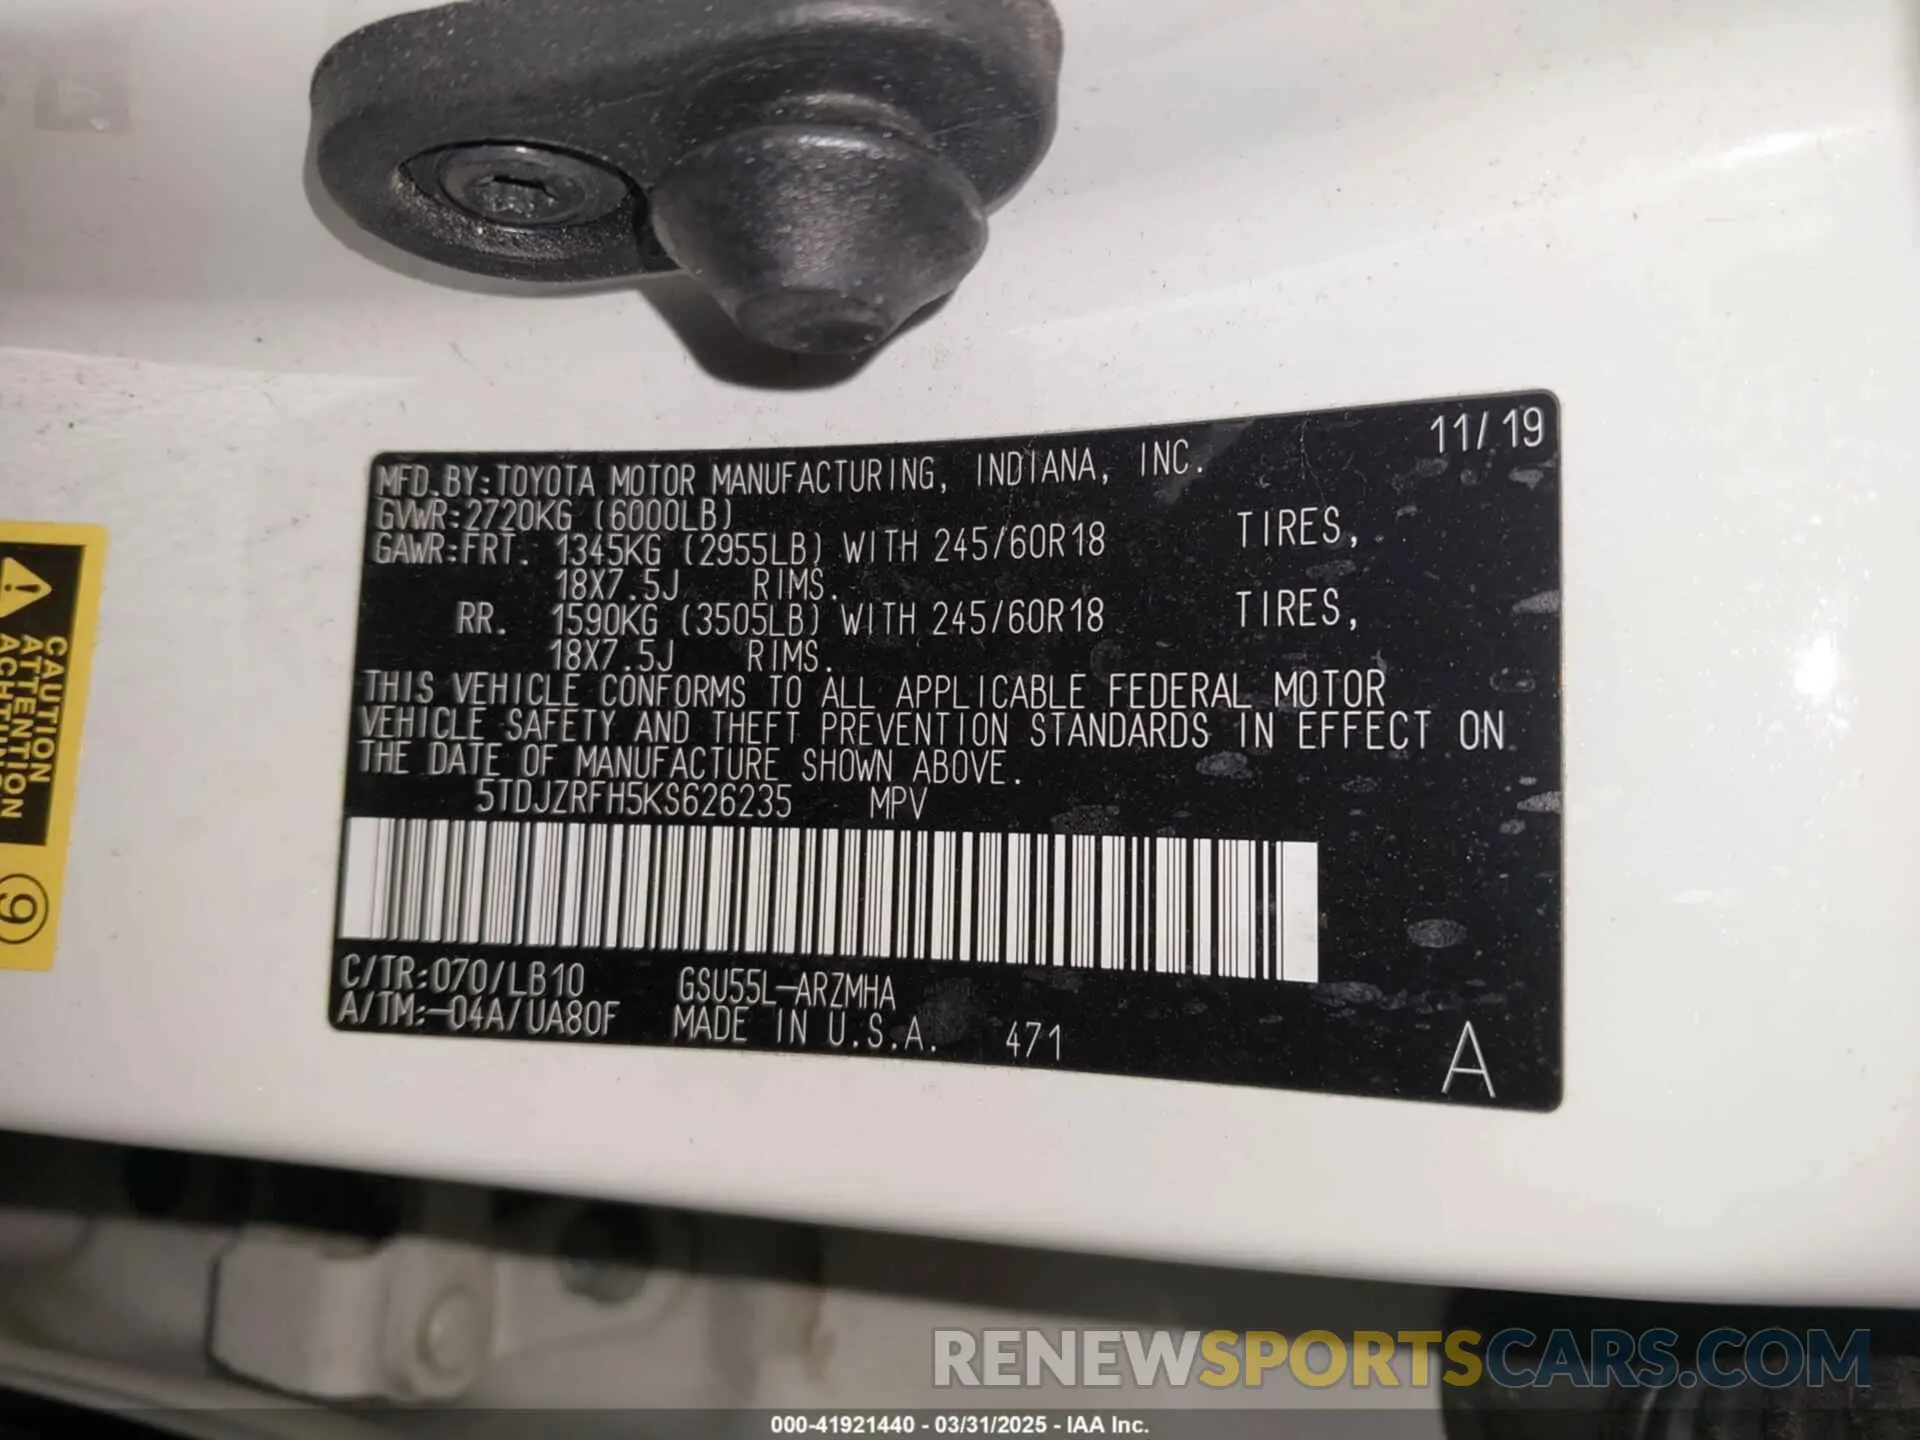 11/19
MFD.BY:TOYOTA MOTOR MANUFACTURING, INDIANA, INC.
GVWR:2720KG (6000LB)
GAWR:FRT. 1345KG (2955LB) WITH 245/60R18 TIRES,
18X7.5J RIMS.
RR. 1590KG (3505LB) WITH 245/60R18 TIRES,
18X7.5J RIMS.
THIS VEHICLE CONFORMS TO ALL APPLICABLE FEDERAL MOTOR
VEHICLE SAFETY AND THEFT PREVENTION STANDARDS IN EFFECT ON
THE DATE OF MANUFACTURE SHOWN ABOVE.
5TDJZRFH5KS626235 MPV
C/TR:070/LB10 GSU55L-ARZMHA
A/TM:-04A/UA80F MADE IN U.S.A. 471
A
CAUTION
ATTENTION
ACHTUNG
9
RENEWSPORTSCARS.COM
000-41921440 - 03/31/2025 - IAA Inc.